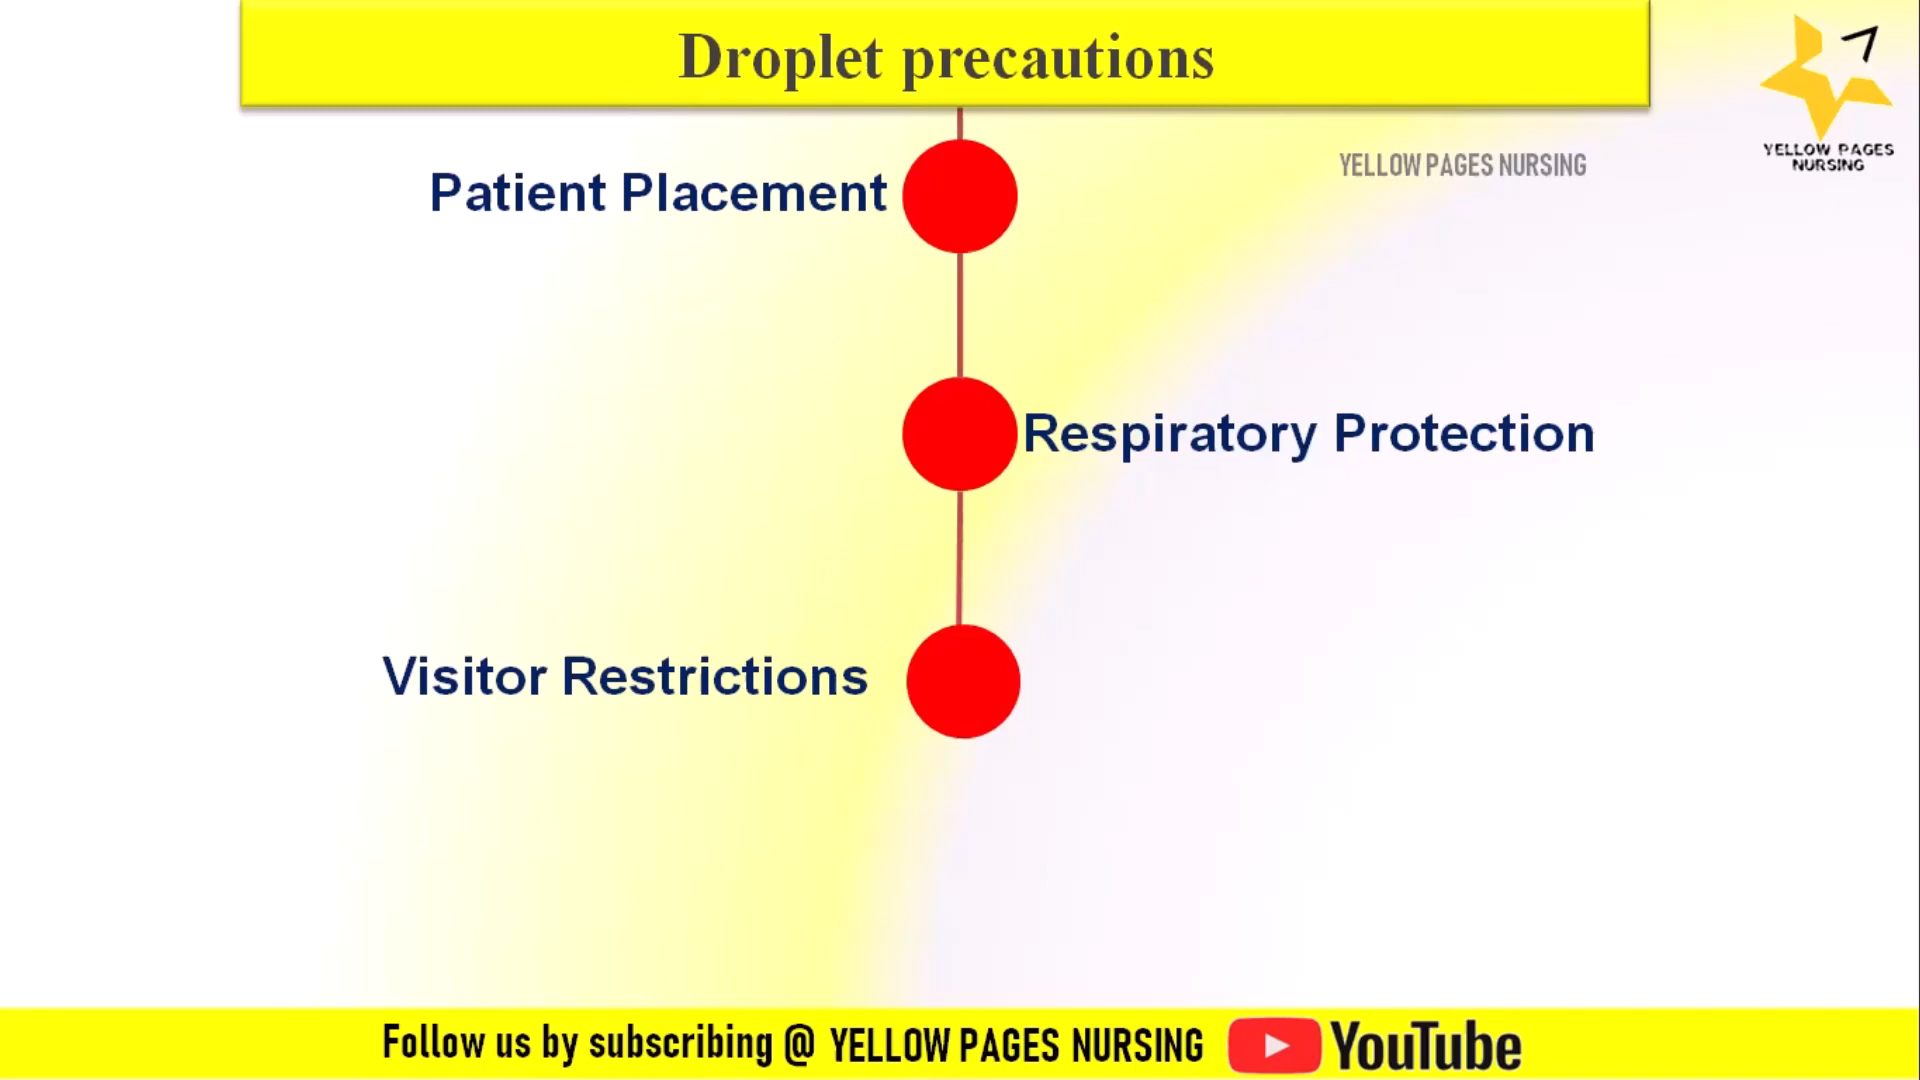 Droplet precautions
YELLOW PAGES
NURSING
YELLOW PAGES NURSING
Patient Placement
Respiratory Protection
Visitor Restrictions
Follow us by subscribing @ YELLOW PAGES NURSING YouTube